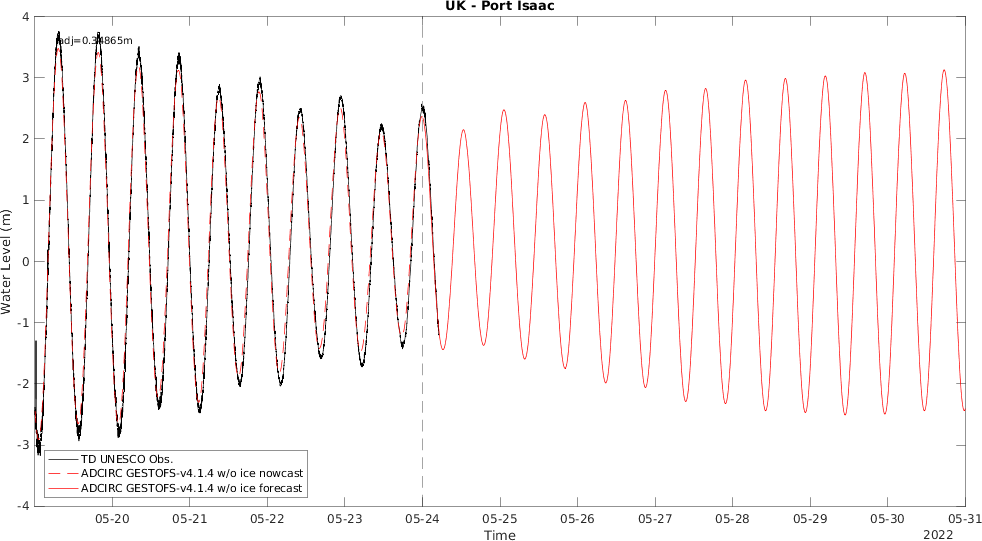 UK - Port Isaac
adj=0.34865m
Water Level (m)
4
3
2
1
0
-1
-2
-3
-4
TD UNESCO Obs.
ADCIRC GESTOFS-v4.1.4 w/o ice nowcast
ADCIRC GESTOFS-v4.1.4 w/o ice forecast
05-20 05-21 05-22 05-23 05-24 05-25 05-26 05-27 05-28 05-29 05-30 05-31
Time
2022